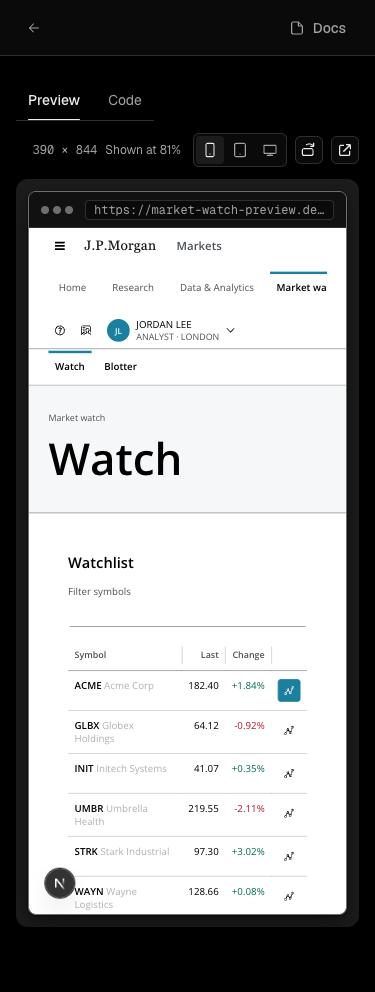 Docs
Preview Code
390 × 844 Shown at 81%
https://market-watch-preview.de…
J.P.Morgan Markets
Home Research Data & Analytics Market wa
JL JORDAN LEE
ANALYST · LONDON
Watch Blotter
Market watch
Watch
Watchlist
Filter symbols
Symbol Last Change
ACME Acme Corp 182.40 +1.84%
GLBX Globex 64.12 -0.92%
Holdings
INIT Initech Systems 41.07 +0.35%
UMBR Umbrella 219.55 -2.11%
Health
STRK Stark Industrial 97.30 +3.02%
N WAYN Wayne 128.66 +0.08%
Logistics